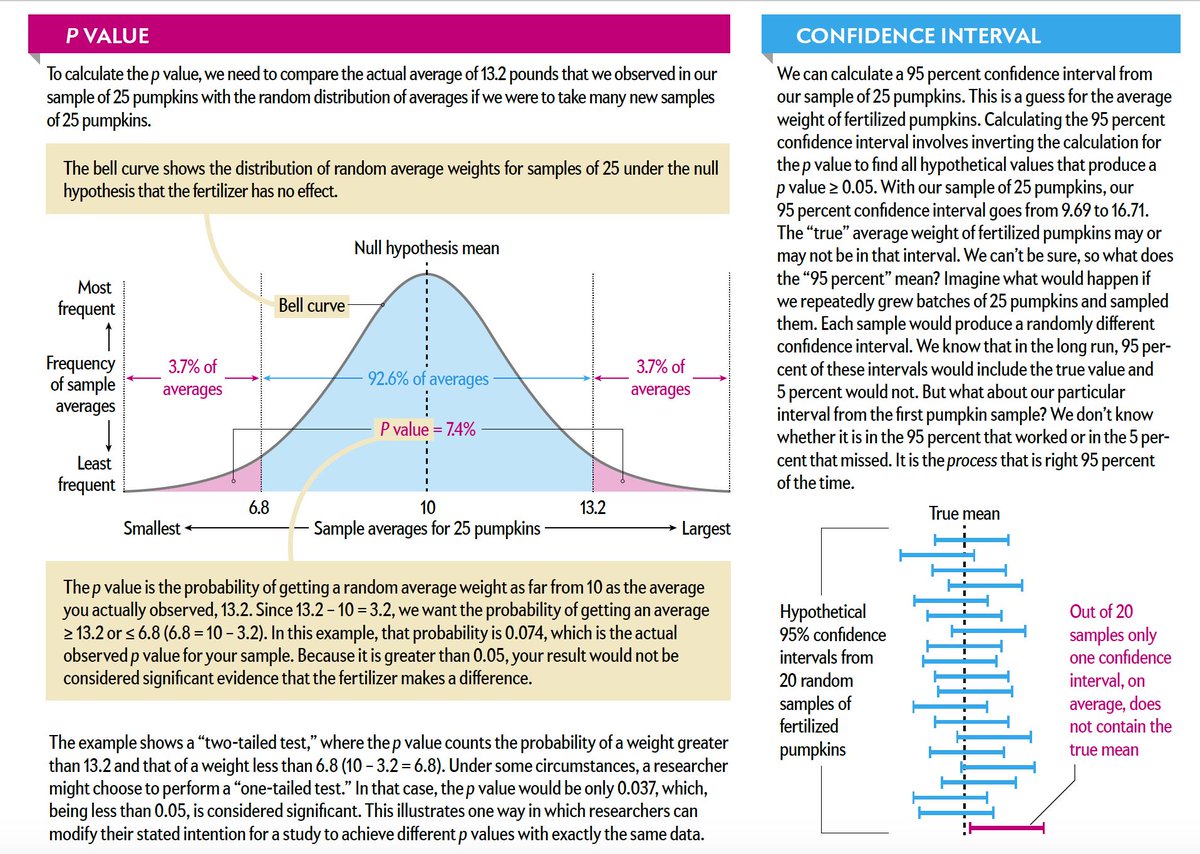 P VALUE
To calculate the p value, we need to compare the actual average of 13.2 pounds that we observed in our
sample of 25 pumpkins with the random distribution of averages if we were to take many new samples
of 25 pumpkins.
The bell curve shows the distribution of random average weights for samples of 25 under the null
hypothesis that the fertilizer has no effect.
Null hypothesis mean
Most
frequent
Bell curve
Frequency
of sample
averages
3.7% of
averages
92.6% of averages
3.7% of
averages
P value = 7.4%
Least
frequent
6.8
10
13.2
Smallest
Sample averages for 25 pumpkins
Largest
The p value is the probability of getting a random average weight as far from 10 as the average
you actually observed, 13.2. Since 13.2 – 10 = 3.2, we want the probability of getting an average
≥ 13.2 or ≤ 6.8 (6.8 = 10 – 3.2). In this example, that probability is 0.074, which is the actual
observed p value for your sample. Because it is greater than 0.05, your result would not be
considered significant evidence that the fertilizer makes a difference.
The example shows a “two-tailed test,” where the p value counts the probability of a weight greater
than 13.2 and that of a weight less than 6.8 (10 – 3.2 = 6.8). Under some circumstances, a researcher
might choose to perform a “one-tailed test.” In that case, the p value would be only 0.037, which,
being less than 0.05, is considered significant. This illustrates one way in which researchers can
modify their stated intention for a study to achieve different p values with exactly the same data.
CONFIDENCE INTERVAL
We can calculate a 95 percent confidence interval from
our sample of 25 pumpkins. This is a guess for the average
weight of fertilized pumpkins. Calculating the 95 percent
confidence interval involves inverting the calculation for
the p value to find all hypothetical values that produce a
p value ≥ 0.05. With our sample of 25 pumpkins, our
95 percent confidence interval goes from 9.69 to 16.71.
The “true” average weight of fertilized pumpkins may or
may not be in that interval. We can’t be sure, so what does
the “95 percent” mean? Imagine what would happen if
we repeatedly grew batches of 25 pumpkins and sampled
them. Each sample would produce a randomly different
confidence interval. We know that in the long run, 95 per-
cent of these intervals would include the true value and
5 percent would not. But what about our particular
interval from the first pumpkin sample? We don’t know
whether it is in the 95 percent that worked or in the 5 per-
cent that missed. It is the process that is right 95 percent
of the time.
True mean
Hypothetical
95% confidence
intervals from
20 random
samples of
fertilized
pumpkins
Out of 20
samples only
one confidence
interval, on
average, does
not contain the
true mean